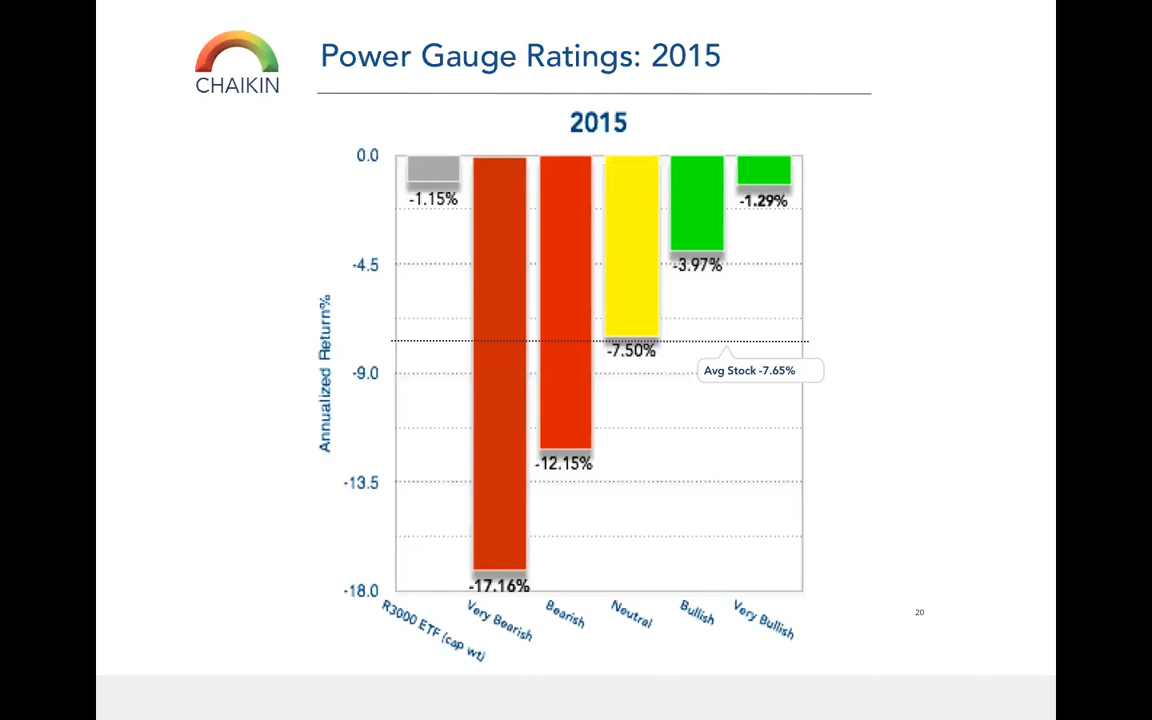 CHAIKIN
Power Gauge Ratings: 2015
2015
0.0
-4.5
-9.0
-13.5
-18.0
Annualized Return%
-1.15%
-17.16%
-12.15%
-7.50%
-3.97%
-1.29%
Avg Stock -7.65%
R3000 ETF (cap wt)
Very Bearish
Bearish
Neutral
Bullish
Very Bullish
20